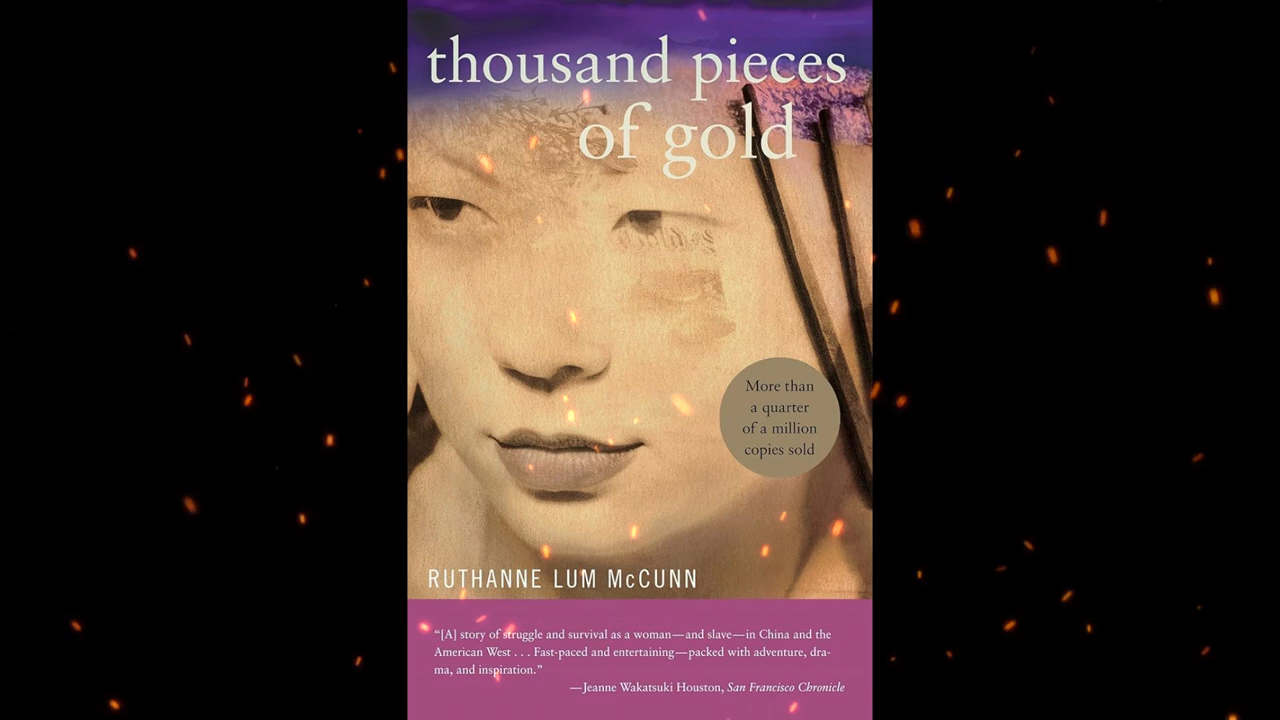 thousand pieces
of gold
More than
a quarter
of a million
copies sold
RUTHANNE LUM McCUNN
“[A] story of struggle and survival as a woman—and slave—in China and the
American West . . . Fast-paced and entertaining—packed with adventure, dra-
ma, and inspiration.”
—Jeanne Wakatsuki Houston, San Francisco Chronicle